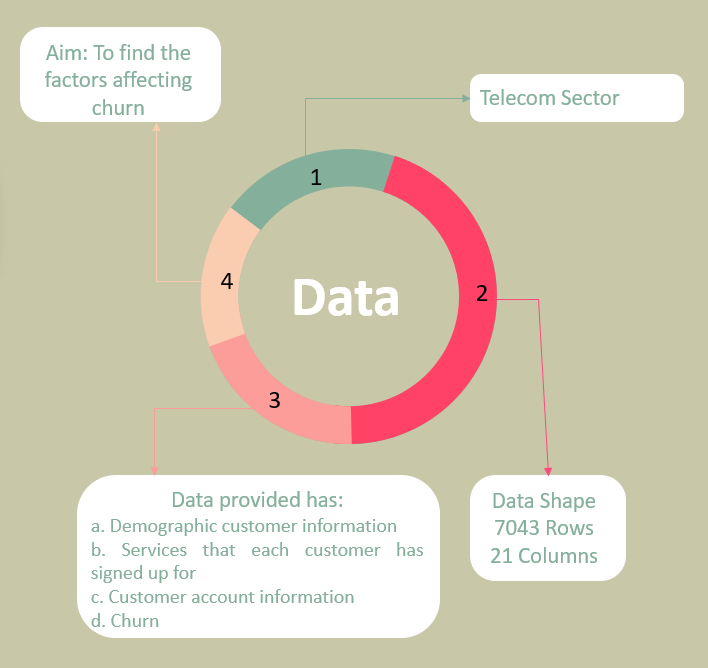 Aim: To find the
factors affecting
churn
Telecom Sector
1
2
3
4
Data
Data provided has:
a. Demographic customer information
b. Services that each customer has
signed up for
c. Customer account information
d. Churn
Data Shape
7043 Rows
21 Columns